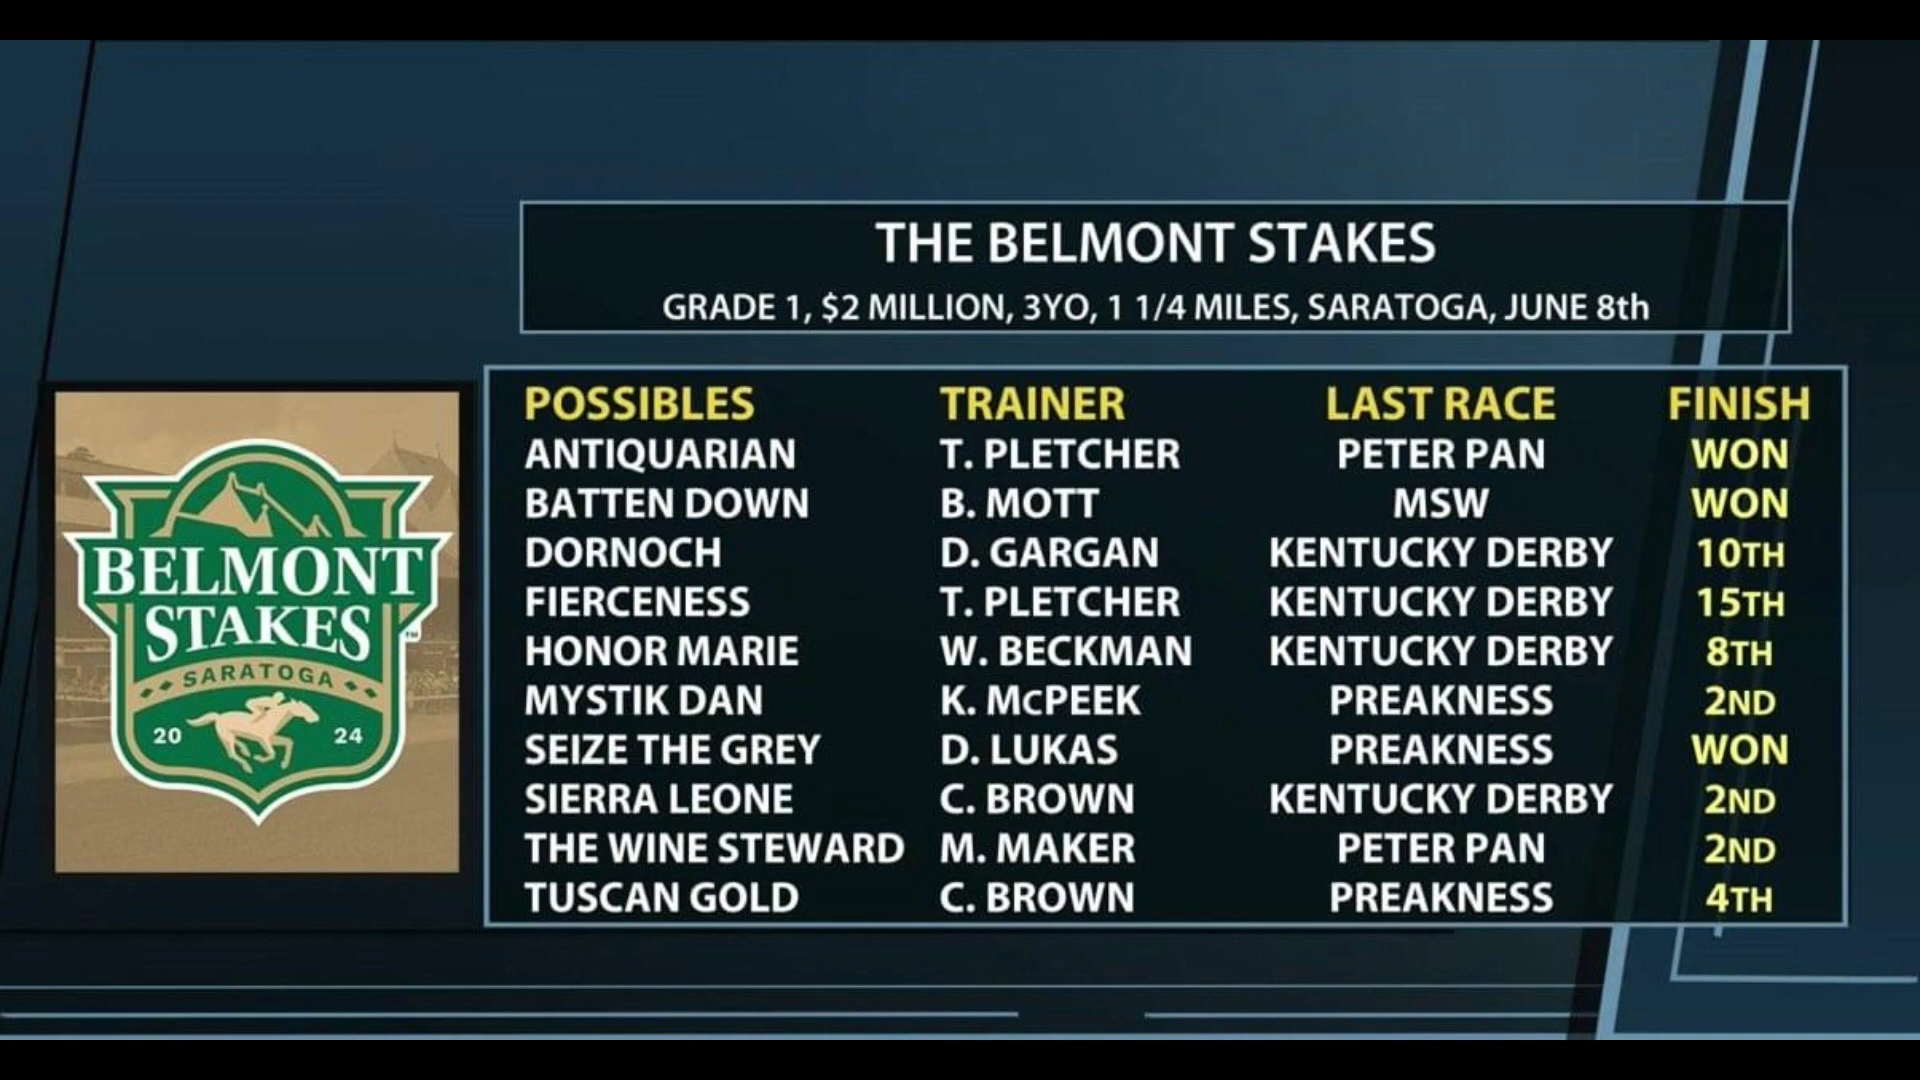 THE BELMONT STAKES
GRADE 1, $2 MILLION, 3YO, 1 1/4 MILES, SARATOGA, JUNE 8th
BELMONT
STAKES™
SARATOGA
20 24
POSSIBLES TRAINER LAST RACE FINISH
ANTIQUARIAN T. PLETCHER PETER PAN WON
BATTEN DOWN B. MOTT MSW WON
DORNOCH D. GARGAN KENTUCKY DERBY 10TH
FIERCENESS T. PLETCHER KENTUCKY DERBY 15TH
HONOR MARIE W. BECKMAN KENTUCKY DERBY 8TH
MYSTIK DAN K. McPEEK PREAKNESS 2ND
SEIZE THE GREY D. LUKAS PREAKNESS WON
SIERRA LEONE C. BROWN KENTUCKY DERBY 2ND
THE WINE STEWARD M. MAKER PETER PAN 2ND
TUSCAN GOLD C. BROWN PREAKNESS 4TH